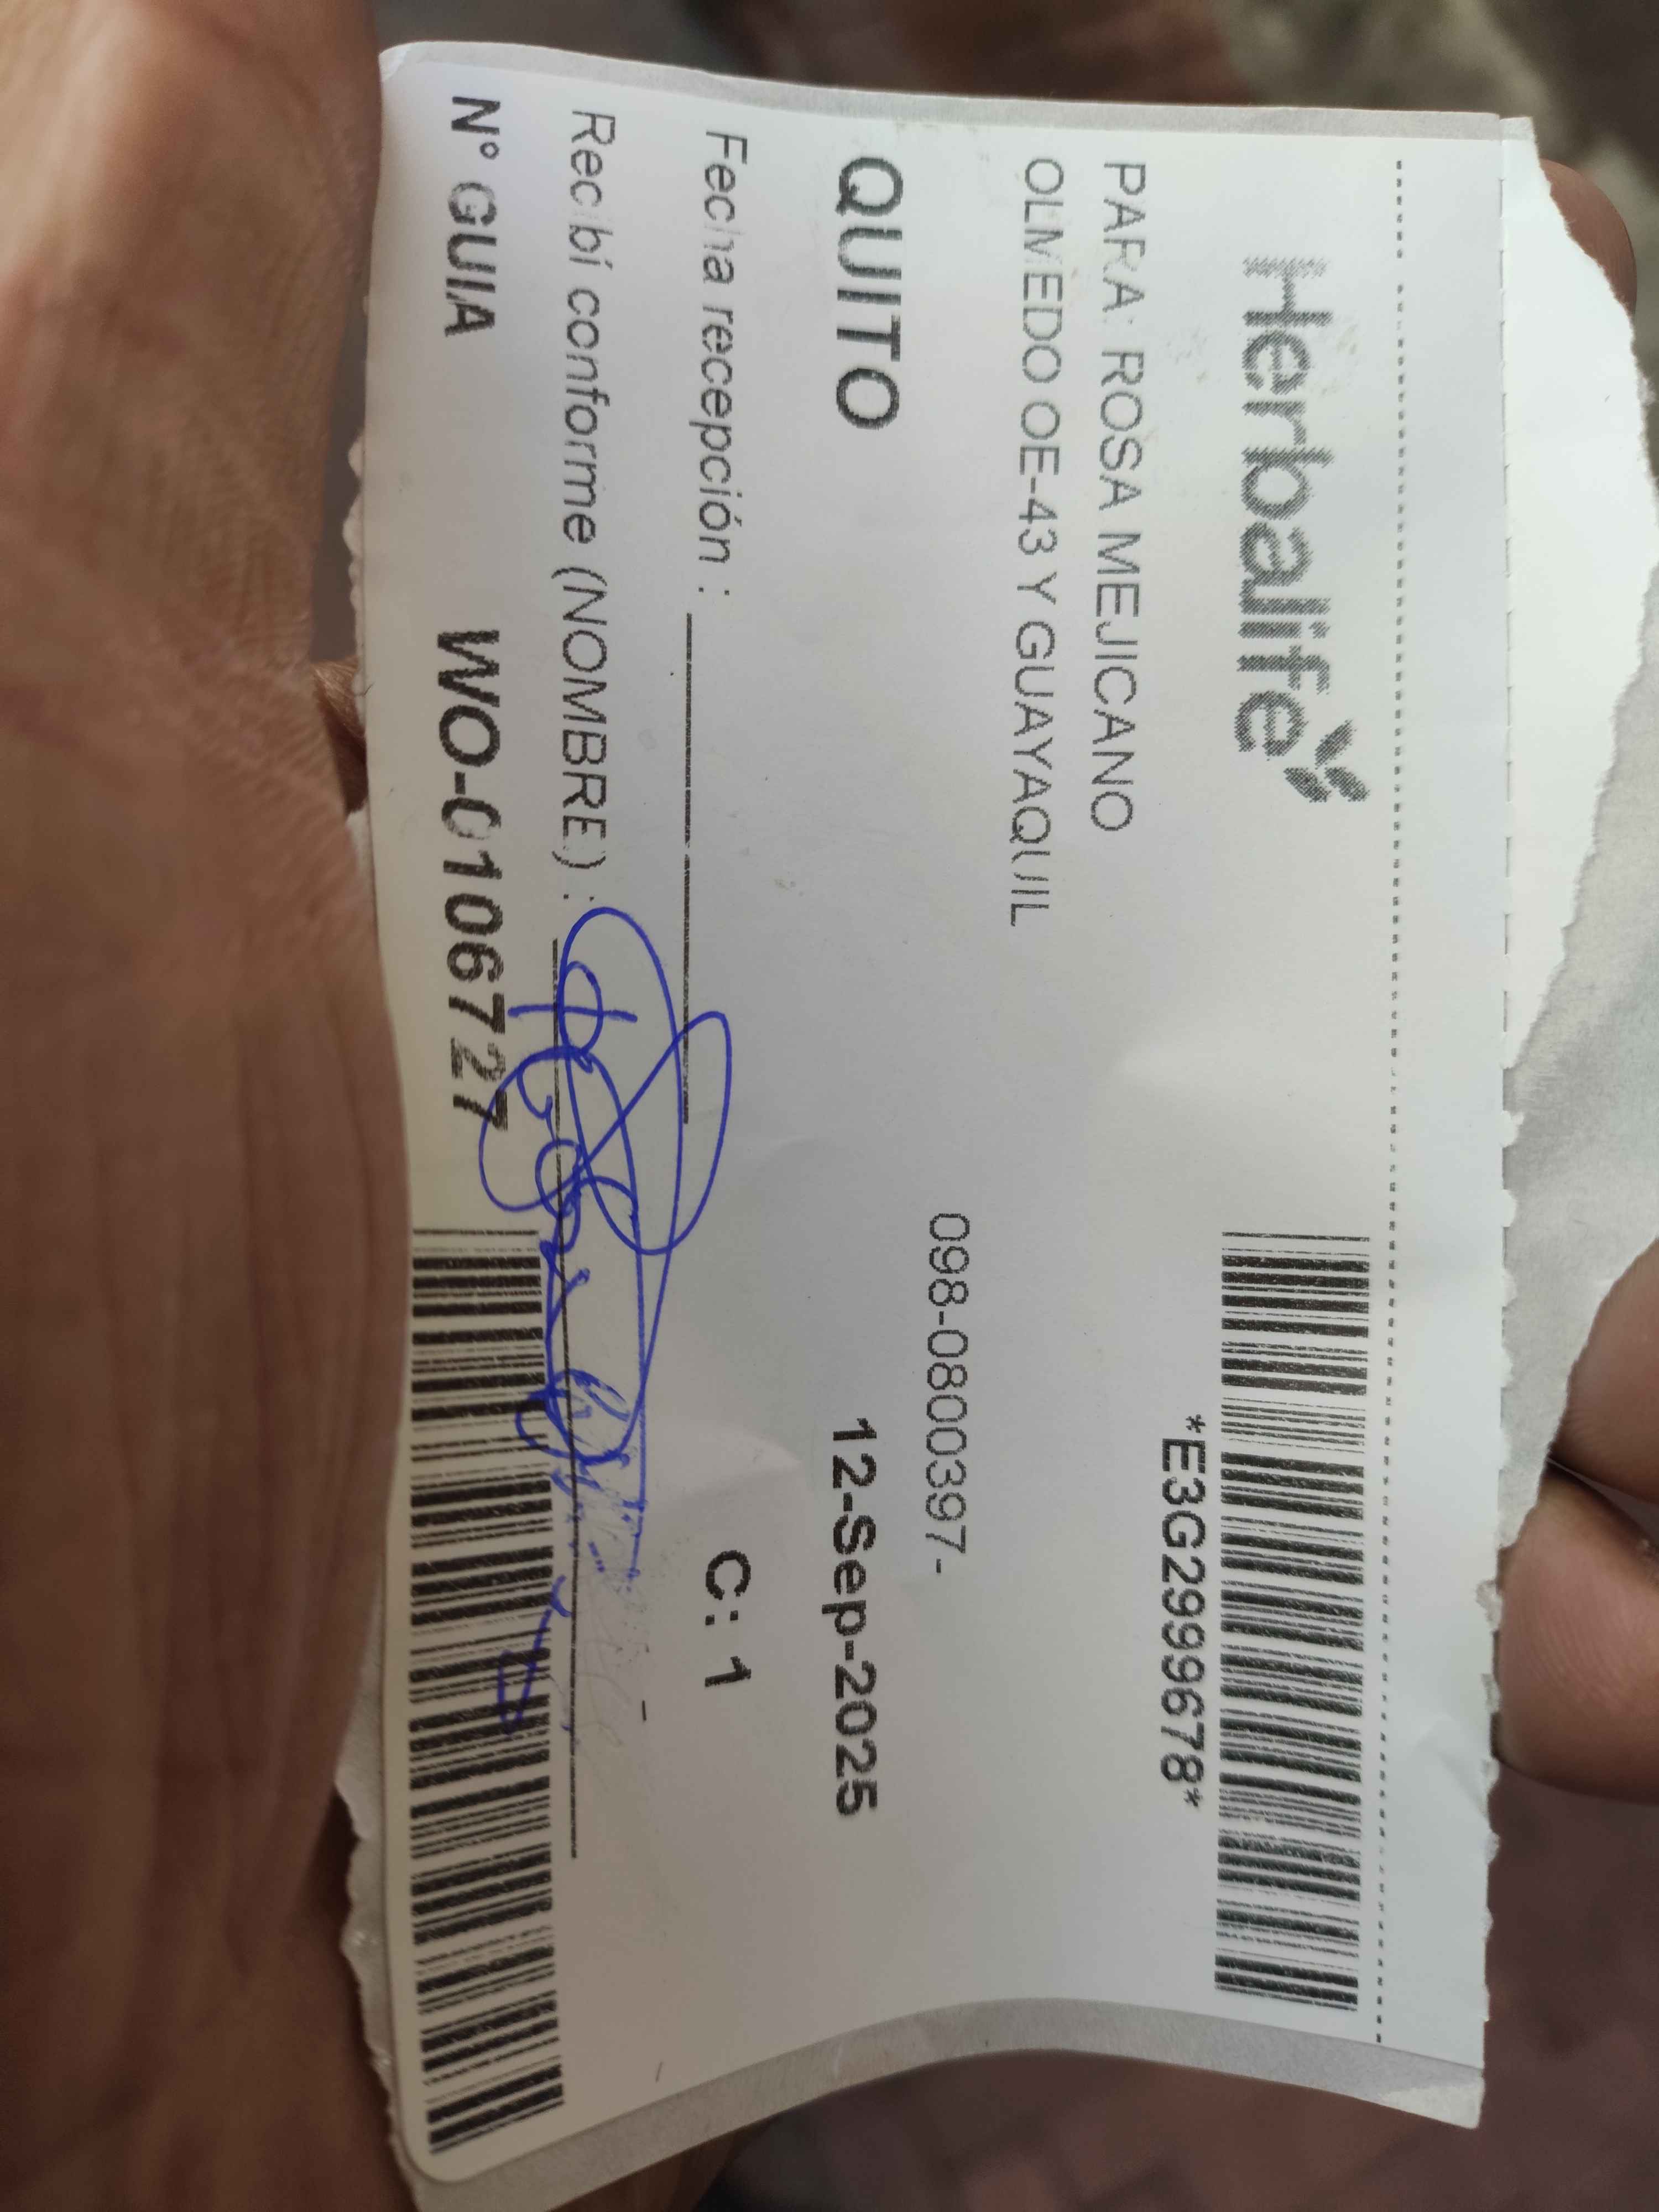 Herbalife
*E3G2999678*
PARA: ROSA MEJICANO
OLMEDO OE-43 Y GUAYAQUIL
098-0800397-
QUITO 12-Sep-2025
Fecha recepción : C: 1
Recibí conforme (NOMBRE) :
N° GUIA WO-0106727